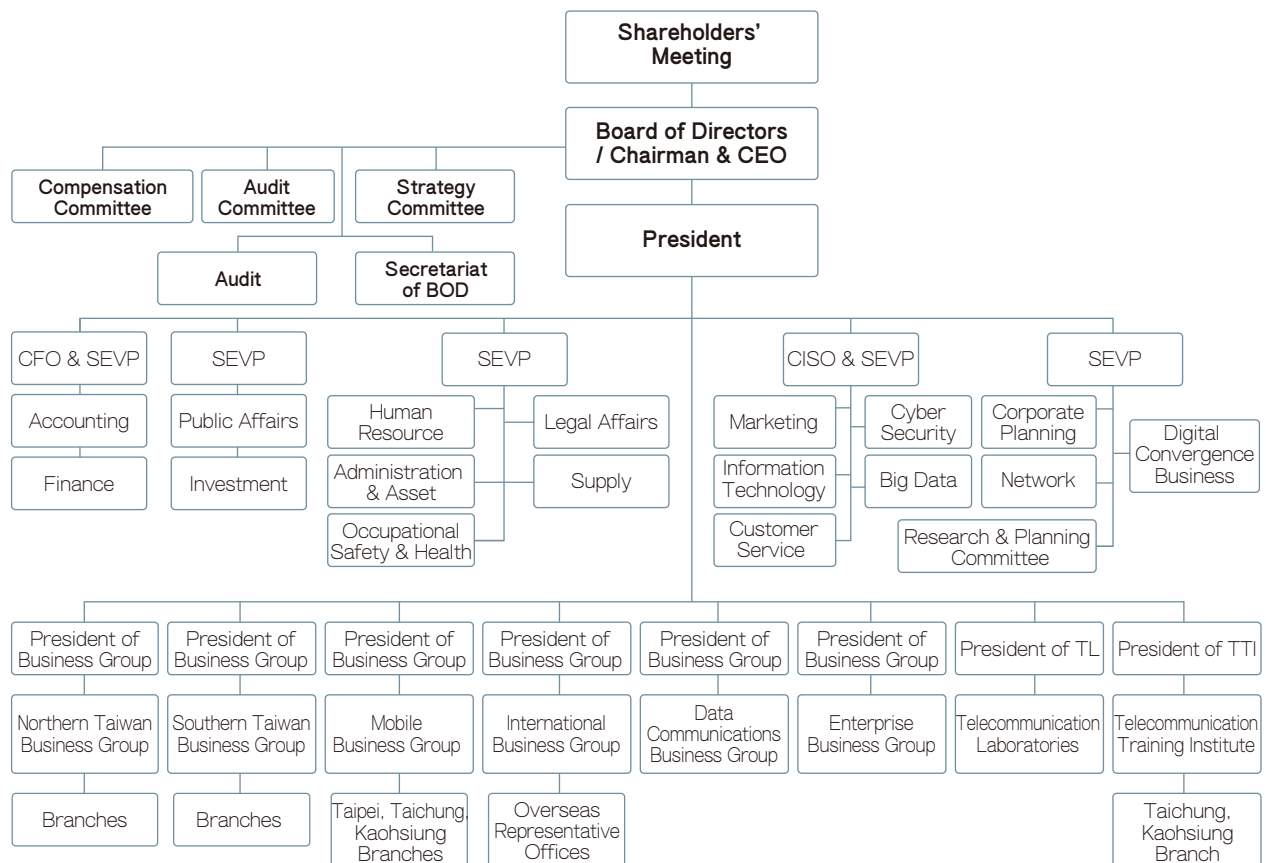 Shareholders’
Meeting
Board of Directors
/ Chairman & CEO
Compensation
Committee
Audit
Committee
Strategy
Committee
President
Audit
Secretariat
of BOD
CFO & SEVP
SEVP
SEVP
CISO & SEVP
SEVP
Accounting
Finance
Public Affairs
Investment
Human
Resource
Legal Affairs
Administration
& Asset
Supply
Occupational
Safety & Health
Marketing
Cyber
Security
Information
Technology
Big Data
Customer
Service
Corporate
Planning
Digital
Convergence
Business
Network
Research & Planning
Committee
President of
Business Group
President of
Business Group
President of
Business Group
President of
Business Group
President of
Business Group
President of
Business Group
President of TL
President of TTI
Northern Taiwan
Business Group
Southern Taiwan
Business Group
Mobile
Business Group
International
Business Group
Data
Communications
Business Group
Enterprise
Business Group
Telecommunication
Laboratories
Telecommunication
Training Institute
Branches
Branches
Taipei, Taichung,
Kaohsiung
Branches
Overseas
Representative
Offices
Taichung,
Kaohsiung
Branch